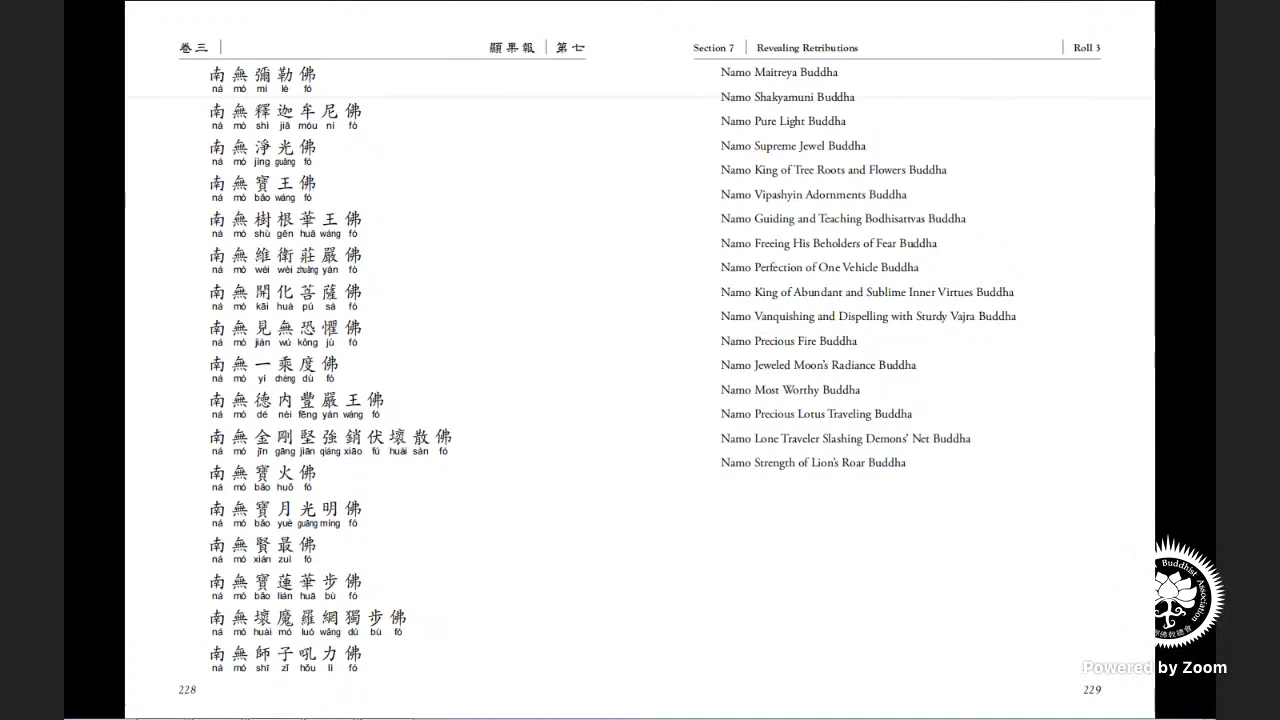 卷三 顯果報 第七
南無彌勒佛
ná mó mí lè fó
南無釋迦牟尼佛
ná mó shì jiā móu ní fó
南無淨光佛
ná mó jìng guāng fó
南無寶王佛
ná mó bǎo wáng fó
南無樹根華王佛
ná mó shù gēn huā wáng fó
南無維衛莊嚴佛
ná mó wéi wèi zhuāng yán fó
南無開化菩薩佛
ná mó kāi huà pú sà fó
南無見無恐懼佛
ná mó jiàn wú kǒng jù fó
南無一乘度佛
ná mó yí chéng dù fó
南無德內豐嚴王佛
ná mó dé nèi fēng yán wáng fó
南無金剛堅強銷伏壞散佛
ná mó jīn gāng jiān qiáng xiāo fú huài sàn fó
南無寶火佛
ná mó bǎo huǒ fó
南無寶月光明佛
ná mó bǎo yuè guāng míng fó
南無賢最佛
ná mó xián zuì fó
南無寶蓮華步佛
ná mó bǎo lián huā bù fó
南無壞魔羅網獨步佛
ná mó huài mó luó wǎng dú bù fó
南無師子吼力佛
ná mó shī zǐ hǒu lì fó
228
Section 7 Revealing Retributions Roll 3
Namo Maitreya Buddha
Namo Shakyamuni Buddha
Namo Pure Light Buddha
Namo Supreme Jewel Buddha
Namo King of Tree Roots and Flowers Buddha
Namo Vipashyin Adornments Buddha
Namo Guiding and Teaching Bodhisattvas Buddha
Namo Freeing His Beholders of Fear Buddha
Namo Perfection of One Vehicle Buddha
Namo King of Abundant and Sublime Inner Virtues Buddha
Namo Vanquishing and Dispelling with Sturdy Vajra Buddha
Namo Precious Fire Buddha
Namo Jeweled Moon's Radiance Buddha
Namo Most Worthy Buddha
Namo Precious Lotus Traveling Buddha
Namo Lone Traveler Slashing Demons' Net Buddha
Namo Strength of Lion's Roar Buddha
229
Buddhist Association
佛教總會
Powered by Zoom